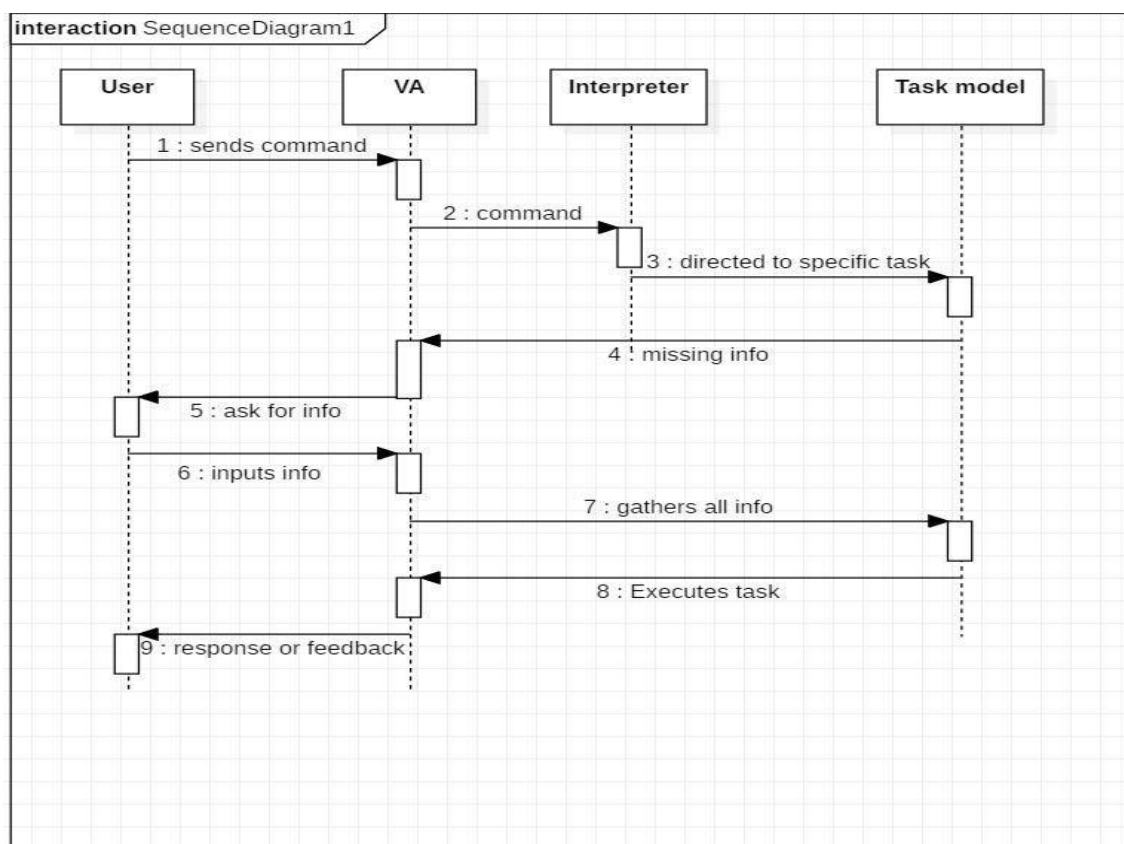 interaction SequenceDiagram1
User
VA
Interpreter
Task model
1 : sends command
2 : command
3 : directed to specific task
4 : missing info
5 : ask for info
6 : inputs info
7 : gathers all info
8 : Executes task
9 : response or feedback